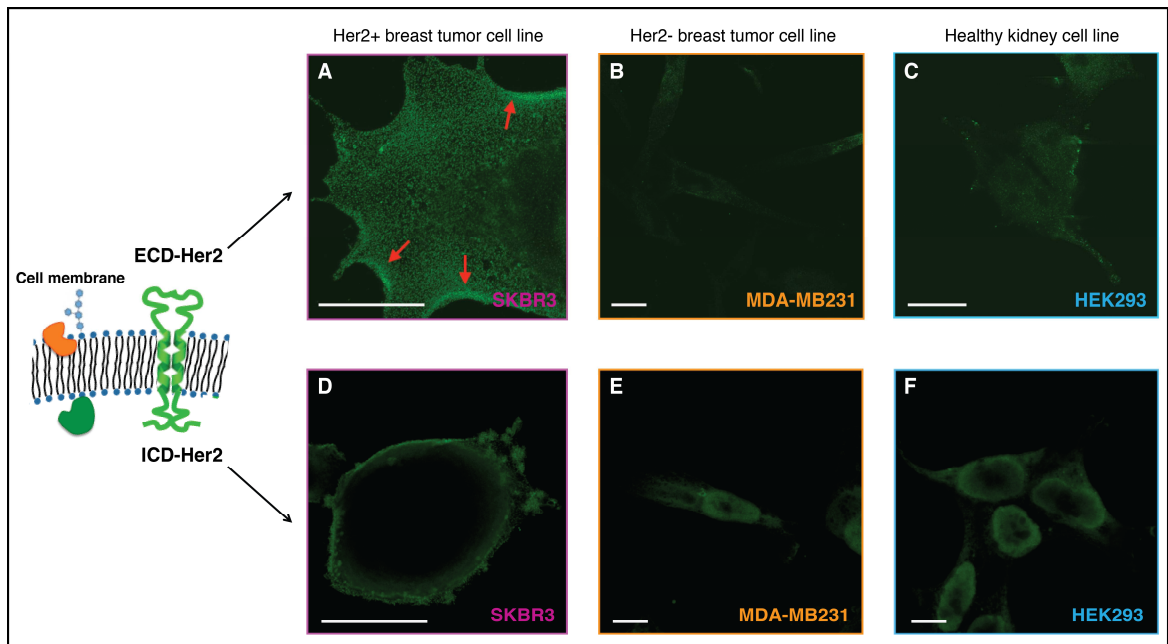 Her2+ breast tumor cell line
Her2- breast tumor cell line
Healthy kidney cell line
A
SKBR3
B
MDA-MB231
C
HEK293
ECD-Her2
Cell membrane
ICD-Her2
D
SKBR3
E
MDA-MB231
F
HEK293